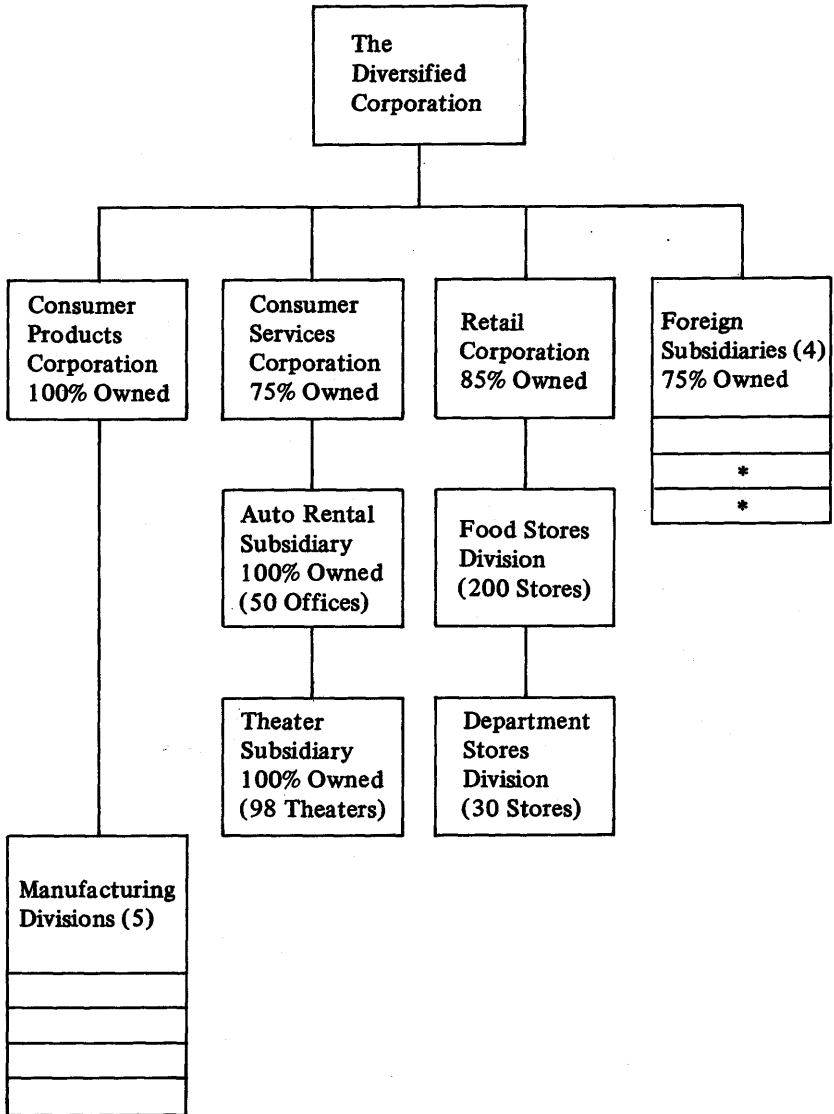 The
Diversified
Corporation
Consumer
Products
Corporation
100% Owned
Consumer
Services
Corporation
75% Owned
Retail
Corporation
85% Owned
Foreign
Subsidiaries (4)
75% Owned
*
*
Auto Rental
Subsidiary
100% Owned
(50 Offices)
Food Stores
Division
(200 Stores)
Theater
Subsidiary
100% Owned
(98 Theaters)
Department
Stores
Division
(30 Stores)
Manufacturing
Divisions (5)